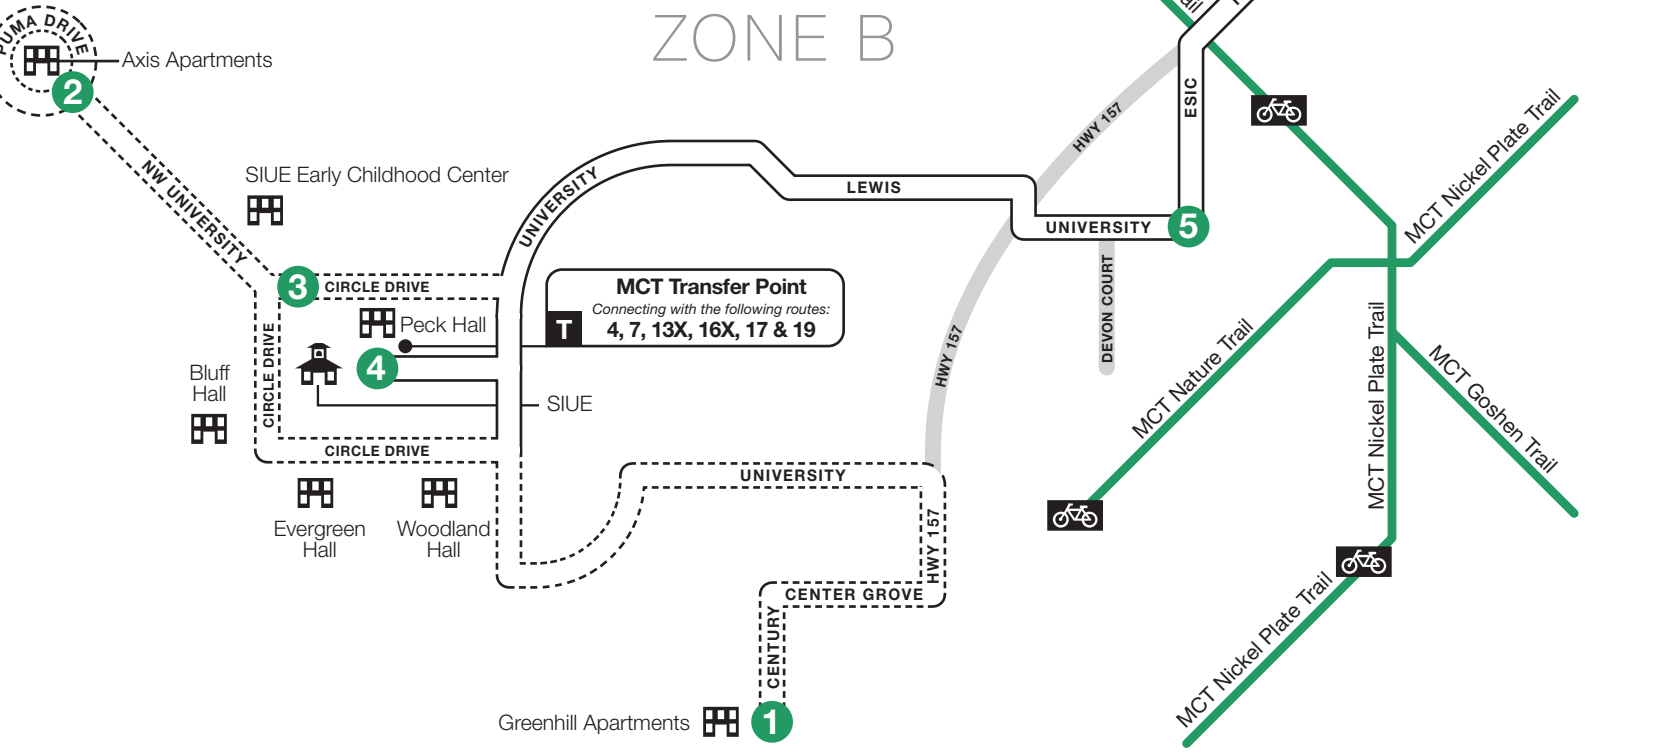 ZONE B
PUMA DRIVE
Axis Apartments
2
NW UNIVERSITY
SIUE Early Childhood Center
3
CIRCLE DRIVE
Peck Hall
4
CIRCLE DRIVE
Bluff
Hall
CIRCLE DRIVE
Evergreen
Hall
Woodland
Hall
SIUE
MCT Transfer Point
Connecting with the following routes:
T
4, 7, 13X, 16X, 17 & 19
UNIVERSITY
LEWIS
UNIVERSITY
5
ESIC
HWY 157
HWY 157
DEVON COURT
UNIVERSITY
HWY 157
CENTER GROVE
CENTURY
Greenhill Apartments
1
MCT Nickel Plate Trail
MCT Nature Trail
MCT Nickel Plate Trail
MCT Goshen Trail
MCT Nickel Plate Trail